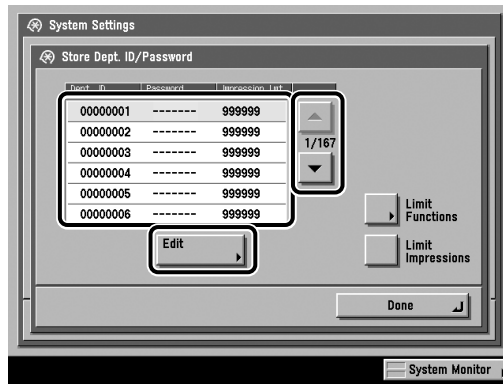 System Settings
Store Dept. ID/Password
Dept. ID Password Impression Lmt.
00000001 ------- 999999
00000002 ------- 999999
00000003 ------- 999999
00000004 ------- 999999
00000005 ------- 999999
00000006 ------- 999999
1/167
Edit
Limit
Functions
Limit
Impressions
Done
System Monitor